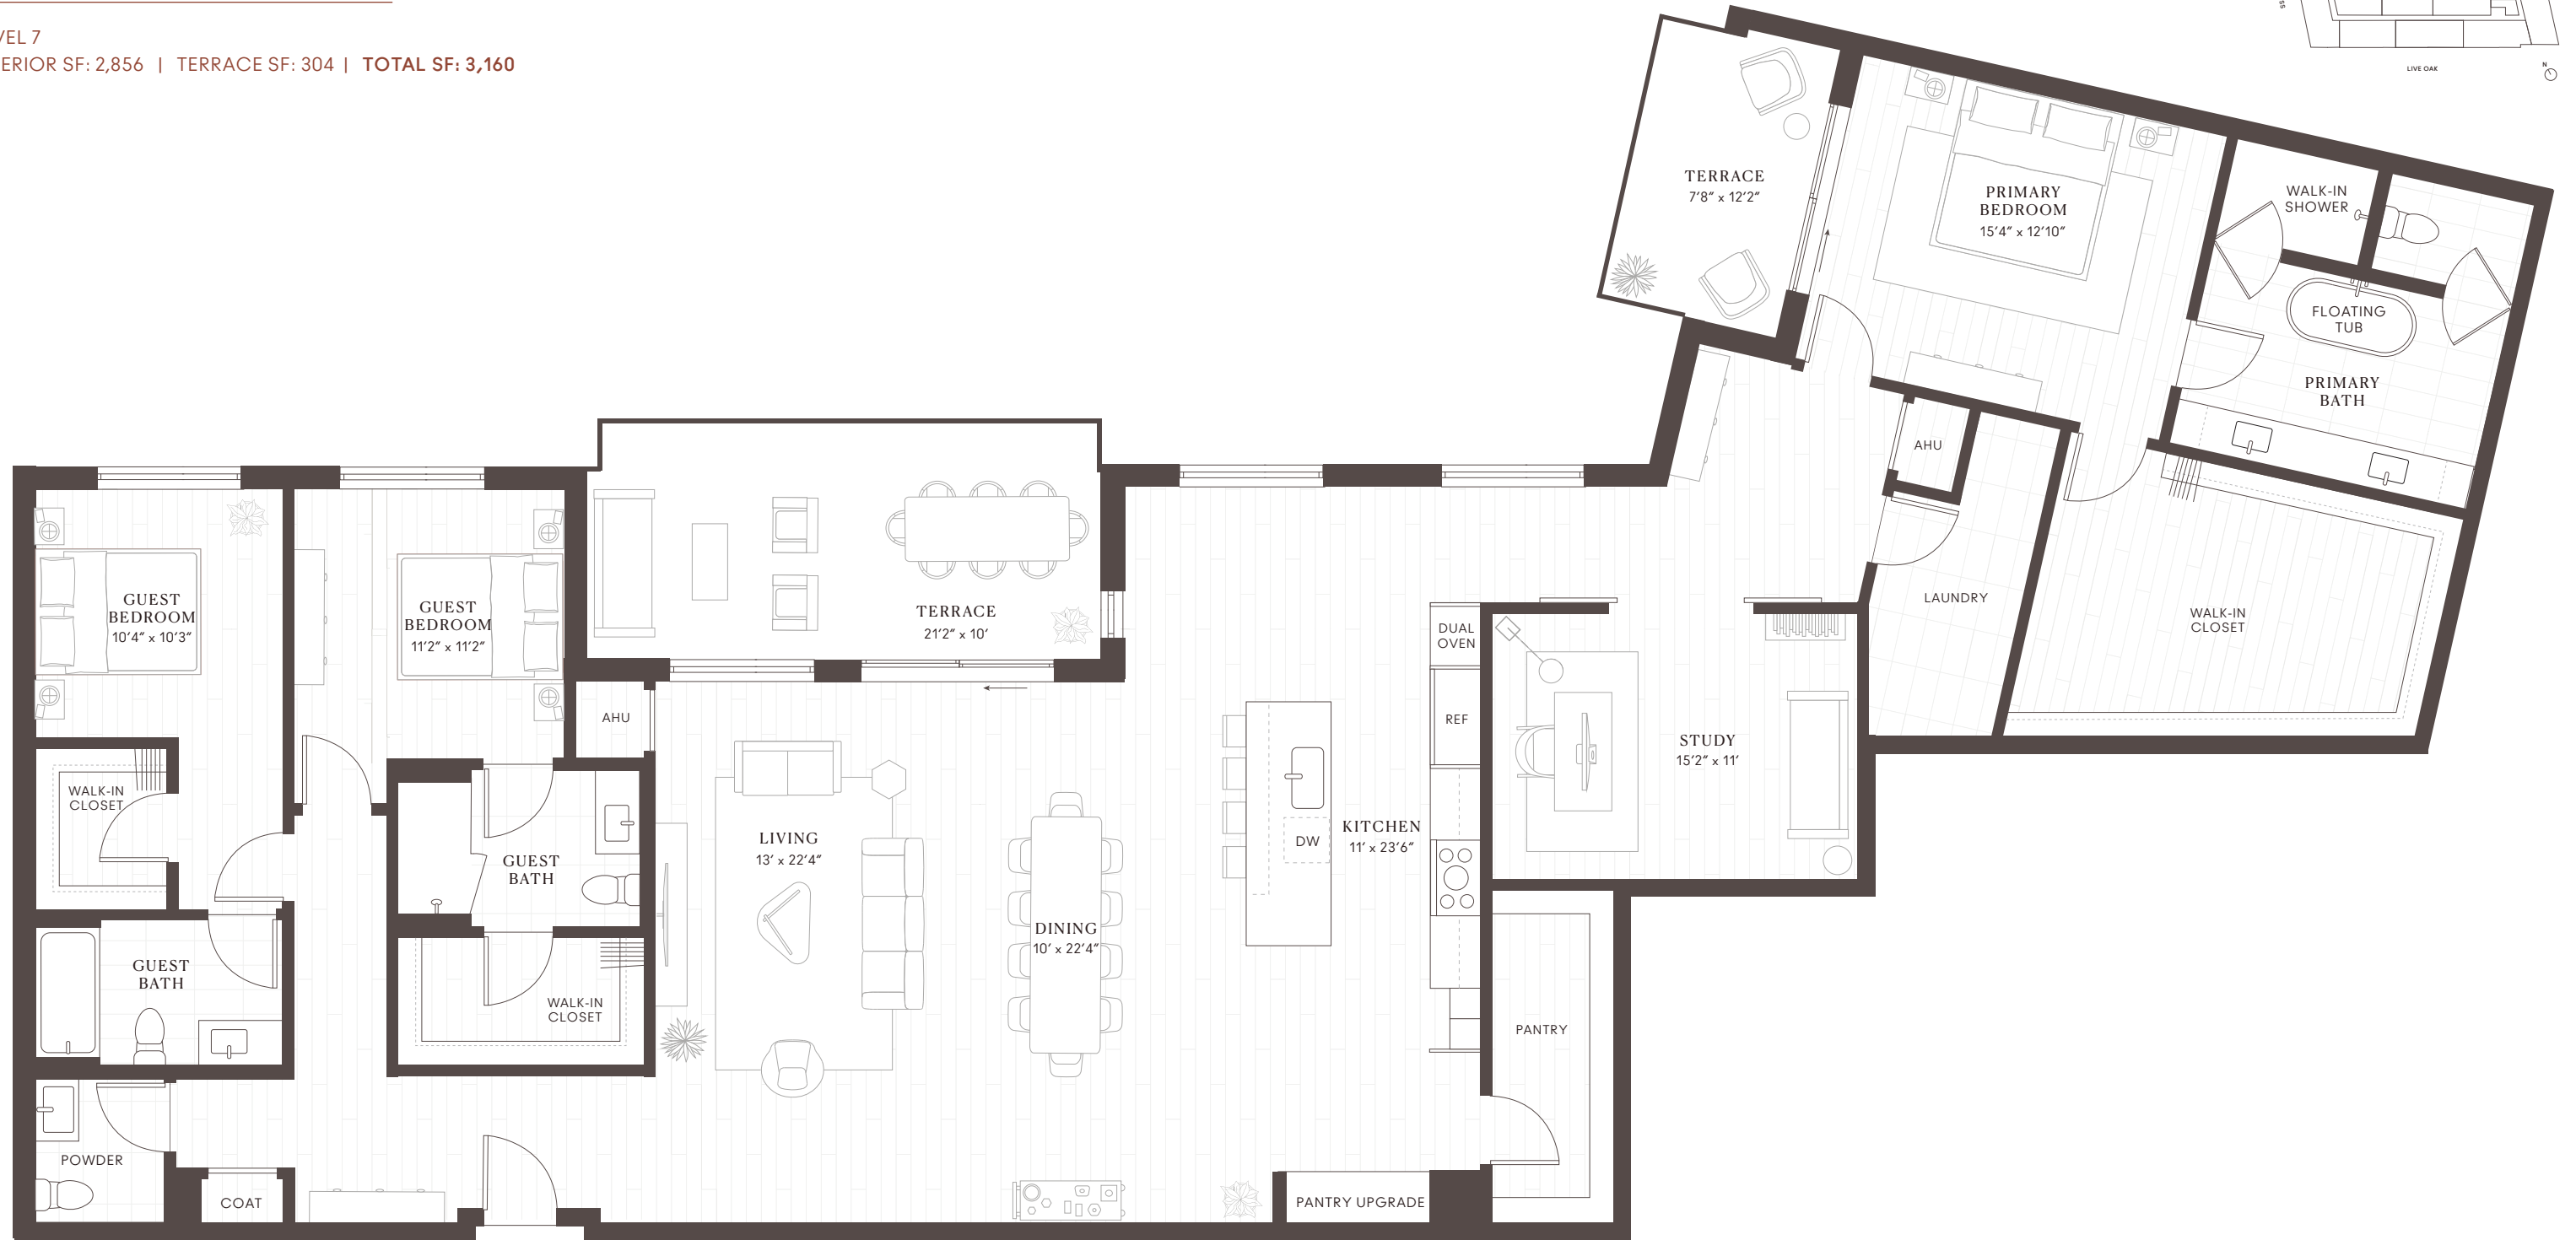 VEL 7
ERIOR SF: 2,856 | TERRACE SF: 304 | TOTAL SF: 3,160
LIVE OAK
N
TERRACE
7'8" x 12'2"
PRIMARY
BEDROOM
15'4" x 12'10"
WALK-IN
SHOWER
FLOATING
TUB
PRIMARY
BATH
AHU
LAUNDRY
WALK-IN
CLOSET
GUEST
BEDROOM
10'4" x 10'3"
GUEST
BEDROOM
11'2" x 11'2"
TERRACE
21'2" x 10'
DUAL
OVEN
REF
STUDY
15'2" x 11'
AHU
WALK-IN
CLOSET
LIVING
13' x 22'4"
GUEST
BATH
DW
KITCHEN
11' x 23'6"
DINING
10' x 22'4"
GUEST
BATH
WALK-IN
CLOSET
PANTRY
POWDER
COAT
PANTRY UPGRADE